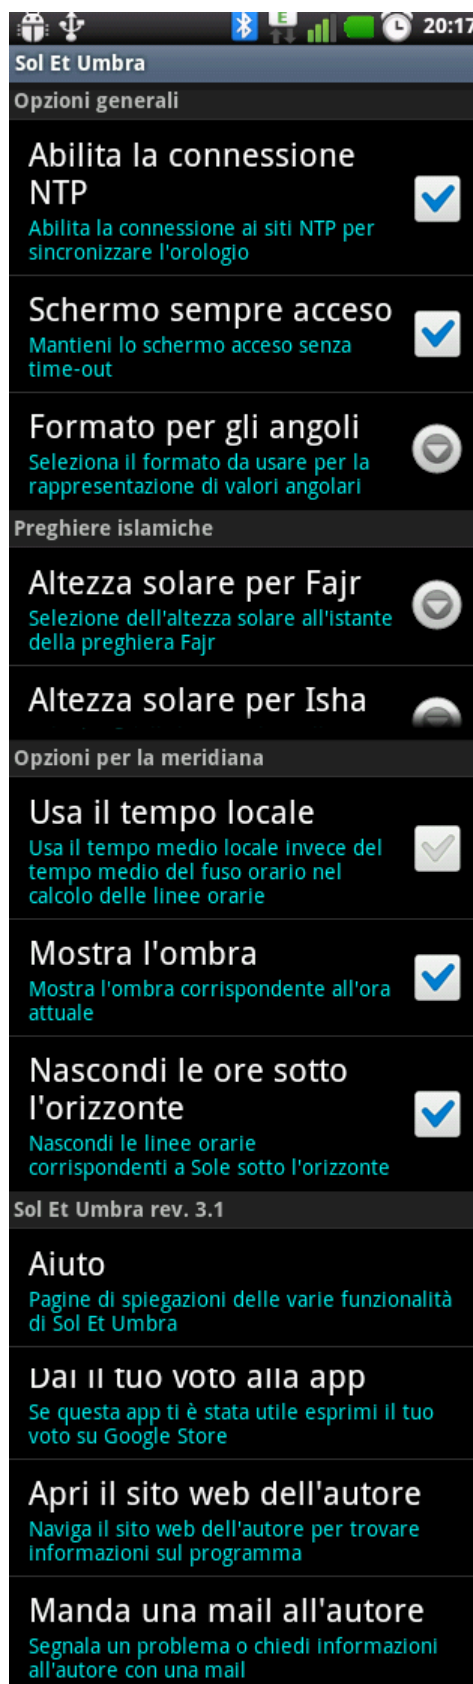 E
20:17
Sol Et Umbra
Opzioni generali
Abilita la connessione
NTP
Abilita la connessione ai siti NTP per
sincronizzare l'orologio
Schermo sempre acceso
Mantieni lo schermo acceso senza
time-out
Formato per gli angoli
Seleziona il formato da usare per la
rappresentazione di valori angolari
Preghiere islamiche
Altezza solare per Fajr
Selezione dell'altezza solare all'istante
della preghiera Fajr
Altezza solare per Isha
Opzioni per la meridiana
Usa il tempo locale
Usa il tempo medio locale invece del
tempo medio del fuso orario nel
calcolo delle linee orarie
Mostra l'ombra
Mostra l'ombra corrispondente all'ora
attuale
Nascondi le ore sotto
l'orizzonte
Nascondi le linee orarie
corrispondenti a Sole sotto l'orizzonte
Sol Et Umbra rev. 3.1
Aiuto
Pagine di spiegazioni delle varie funzionalità
di Sol Et Umbra
Dai il tuo voto alla app
Se questa app ti è stata utile esprimi il tuo
voto su Google Store
Apri il sito web dell'autore
Naviga il sito web dell'autore per trovare
informazioni sul programma
Manda una mail all'autore
Segnala un problema o chiedi informazioni
all'autore con una mail